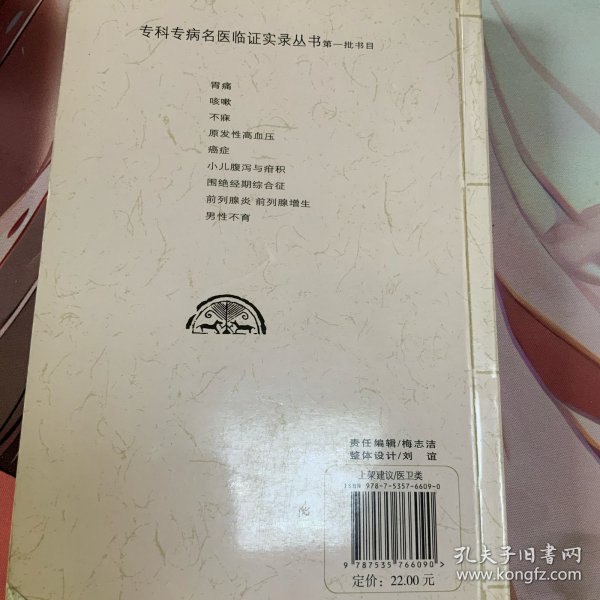 专科专病名医临证实录丛书第一批书目
胃痛
咳嗽
不寐
原发性高血压
癌症
小儿腹泻与疳积
围绝经期综合征
前列腺炎 前列腺增生
男性不育
责任编辑/梅志洁
整体设计/刘 谊
上架建议/医卫类
ISBN 978-7-5357-6609-0
9 787535 766090 >
定价：22.00 元
孔夫子旧书网
www.kongfz.com